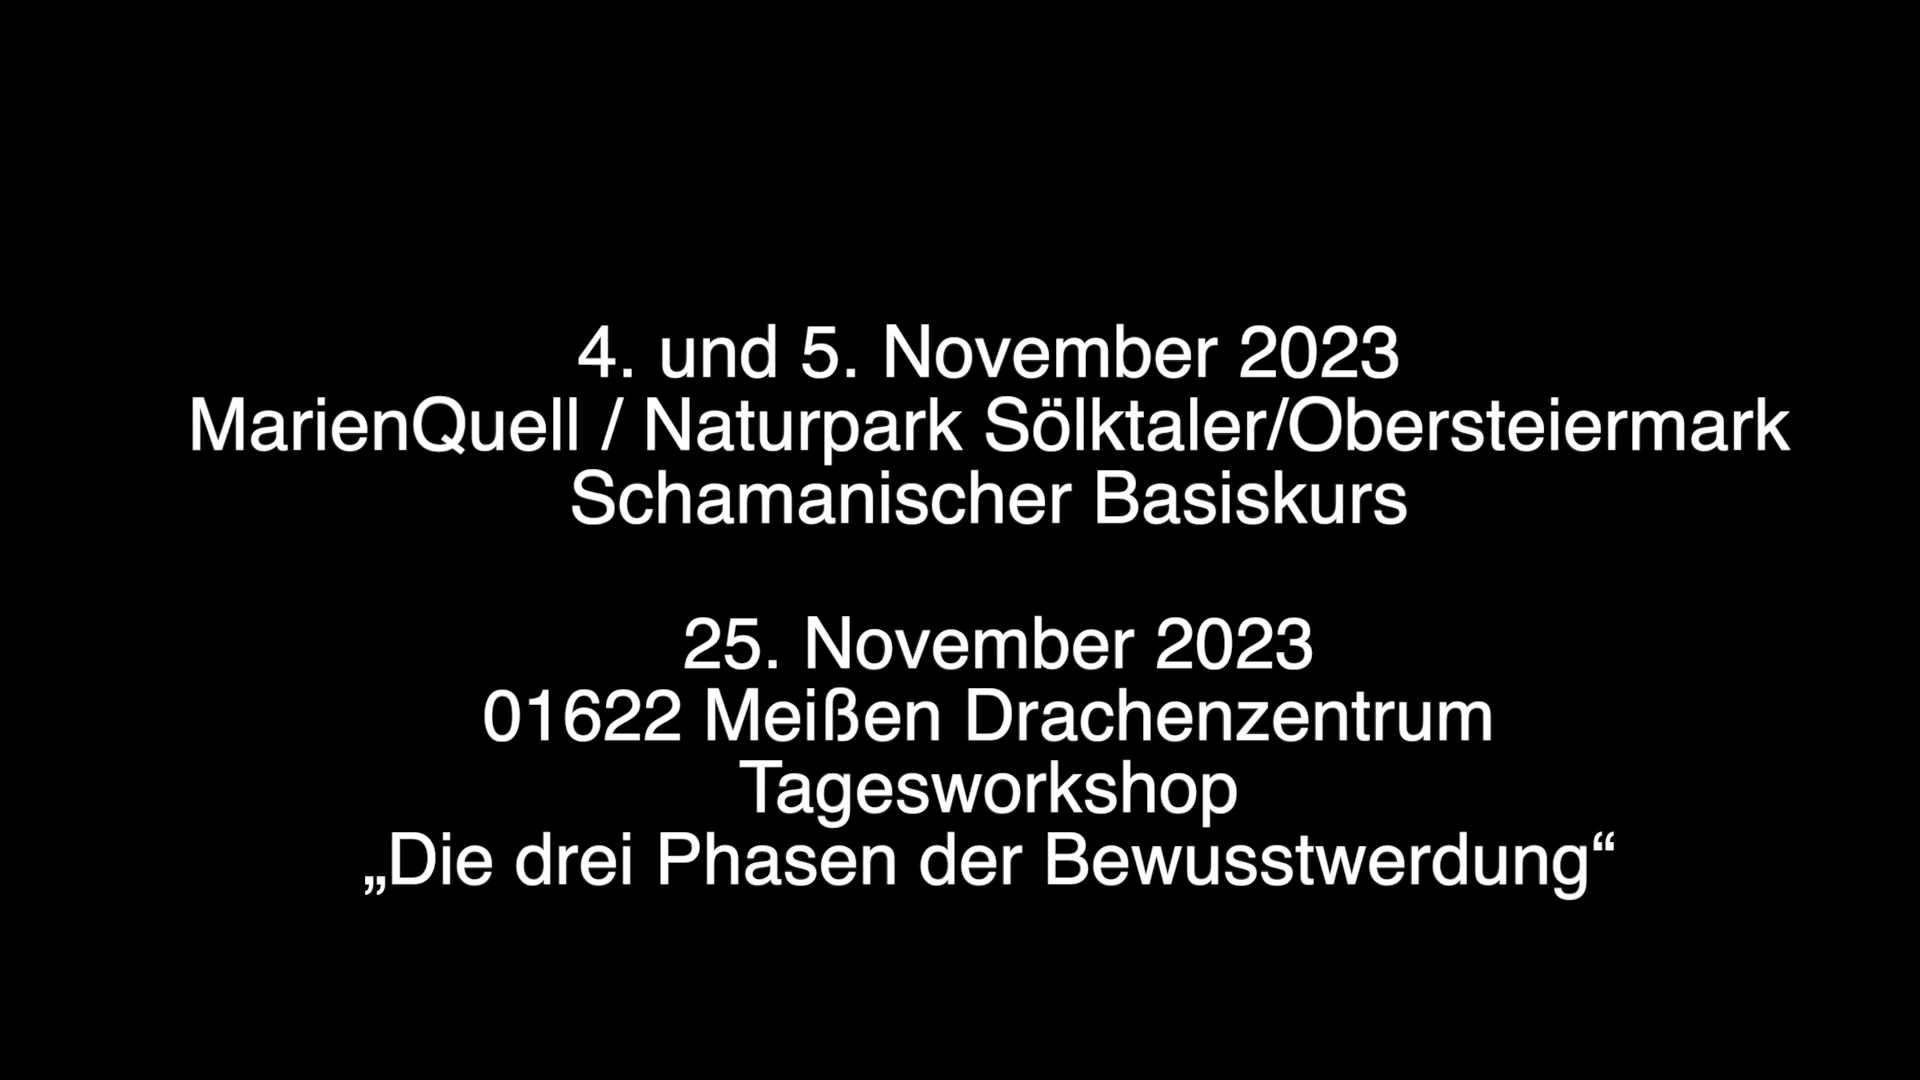 4. und 5. November 2023
MarienQuell / Naturpark Sölktaler/Obersteiermark
Schamanischer Basiskurs
25. November 2023
01622 Meißen Drachenzentrum
Tagesworkshop
„Die drei Phasen der Bewusstwerdung“